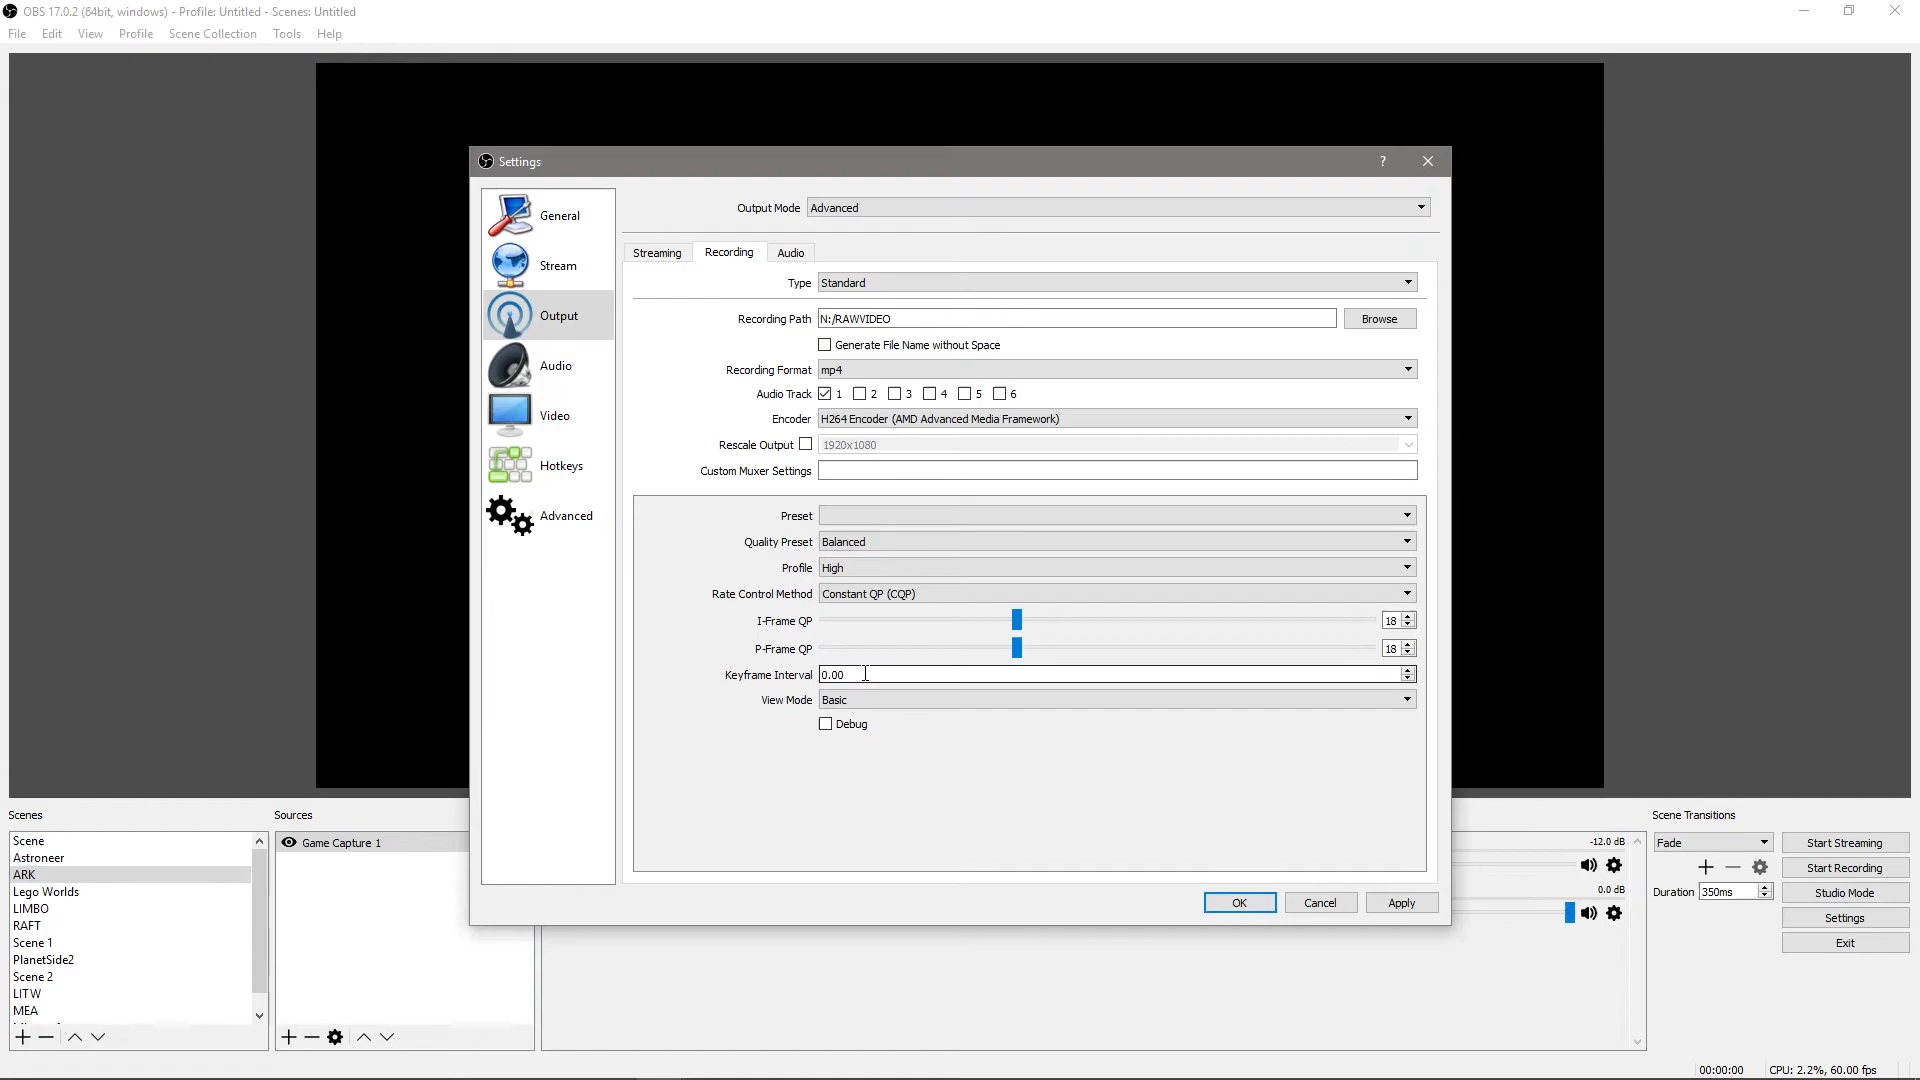 OBS 17.0.2 (64bit, windows) - Profile: Untitled - Scenes: Untitled
File Edit View Profile Scene Collection Tools Help
Settings ?
General
Stream
Output
Audio
Video
Hotkeys
Advanced
Output Mode Advanced
Streaming Recording Audio
Type Standard
Recording Path N:/RAWVIDEO Browse
Generate File Name without Space
Recording Format mp4
Audio Track 1 2 3 4 5 6
Encoder H264 Encoder (AMD Advanced Media Framework)
Rescale Output 1920x1080
Custom Muxer Settings
Preset
Quality Preset Balanced
Profile High
Rate Control Method Constant QP (CQP)
I-Frame QP 18
P-Frame QP 18
Keyframe Interval 0.00
View Mode Basic
Debug
OK Cancel Apply
Scenes
Scene
Astroneer
ARK
Lego Worlds
LIMBO
RAFT
Scene 1
PlanetSide2
Scene 2
LITW
MEA
Sources
Game Capture 1
-12.0 dB
0.0 dB
Scene Transitions
Fade
Duration 350ms
Start Streaming
Start Recording
Studio Mode
Settings
Exit
00:00:00 CPU: 2.2%, 60.00 fps